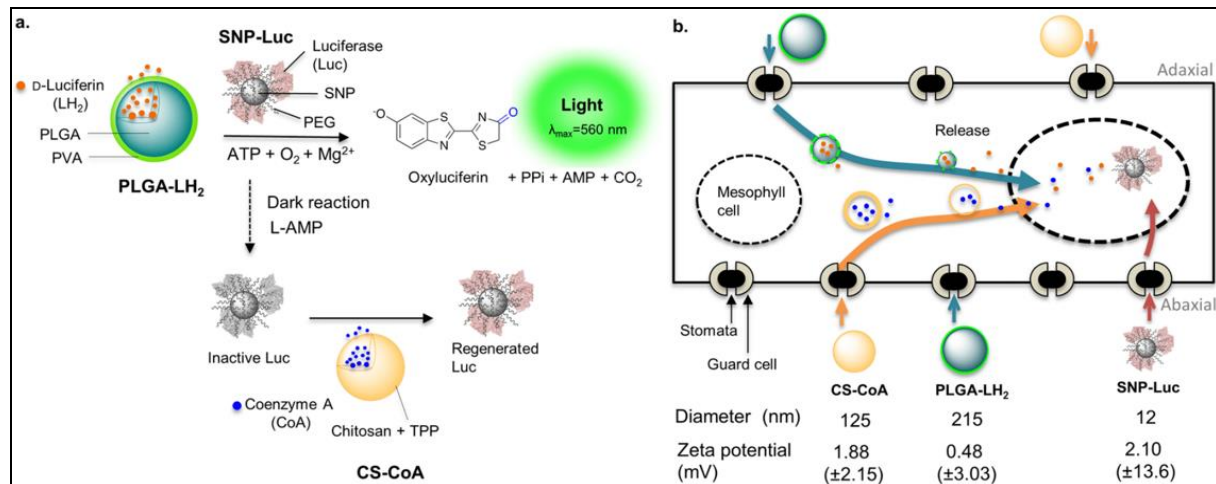 a.
SNP-Luc
Luciferase
(Luc)
SNP
PEG
D-Luciferin
(LH₂)
PLGA
PVA
PLGA-LH₂
ATP + O₂ + Mg²⁺
⁻O
S
N
N
S
O
Oxyluciferin
+ PPi + AMP + CO₂
Light
λmax=560 nm
Dark reaction
L-AMP
Inactive Luc
Regenerated
Luc
Coenzyme A
(CoA)
Chitosan + TPP
CS-CoA
b.
Adaxial
Release
Mesophyll
cell
Abaxial
Stomata
Guard cell
CS-CoA PLGA-LH₂ SNP-Luc
Diameter (nm) 125 215 12
Zeta potential 1.88 0.48 2.10
(mV) (±2.15) (±3.03) (±13.6)